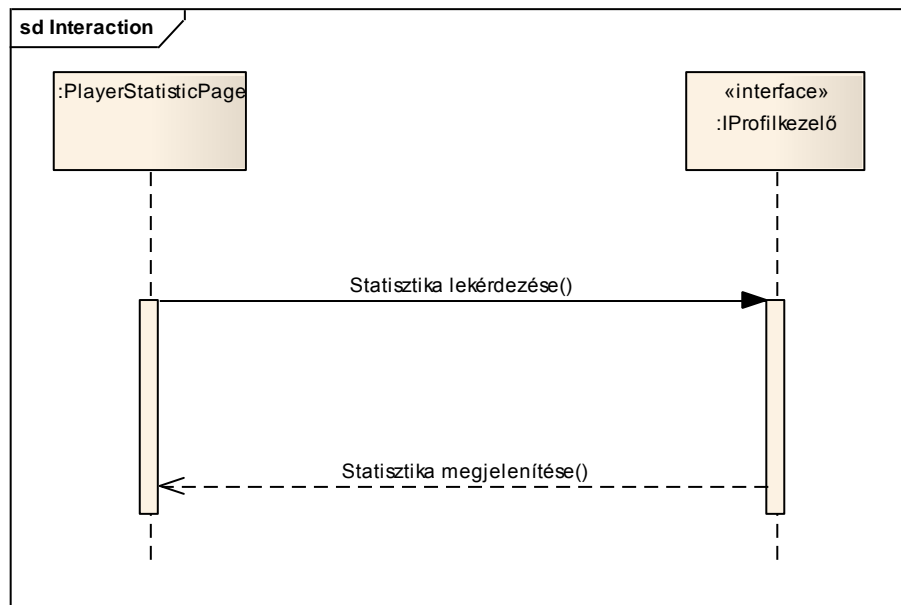 sd Interaction
:PlayerStatisticPage
«interface»
:IProfilkezelő
Statisztika lekérdezése()
Statisztika megjelenítése()